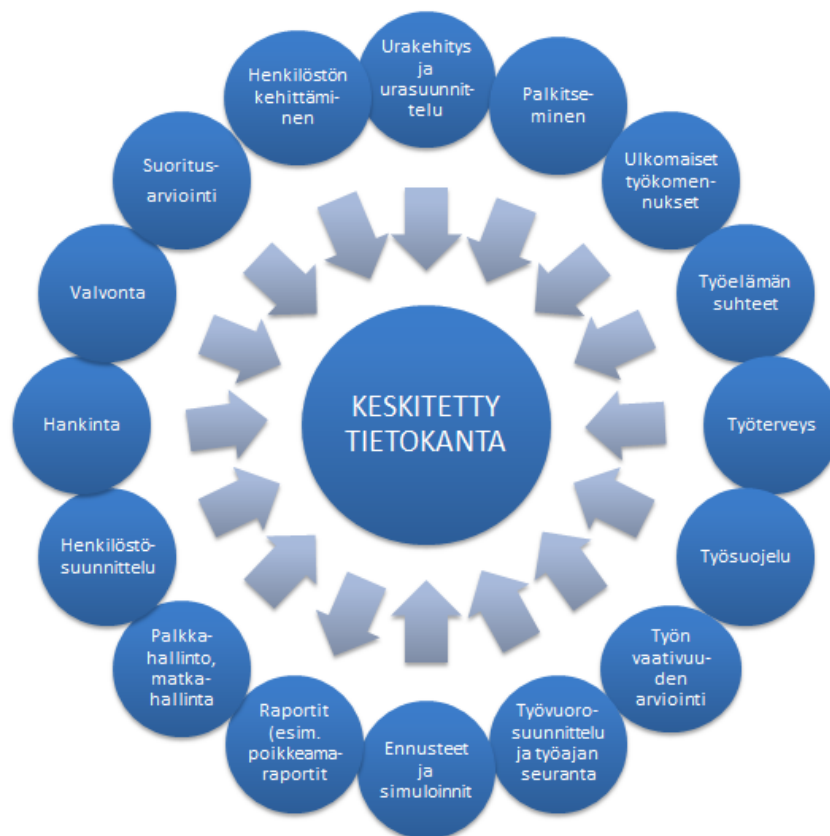 Urakehitys
ja
urasuunnit-
telu
Palkitse-
minen
Ulkomaiset
työkomen-
nukset
Työelämän
suhteet
Työterveys
Työsuojelu
Työn
vaativuu-
den
arviointi
Työvuoro-
suunnittelu
ja työajan
seuranta
Ennusteet
ja
simuloinnit
Raportit
(esim.
poikkeama-
raportit
Palkka-
hallinto,
matka-
hallinta
Henkilöstö-
suunnittelu
Hankinta
Valvonta
Suoritus-
arviointi
Henkilöstön
kehittämi-
nen
KESKITETTY
TIETOKANTA